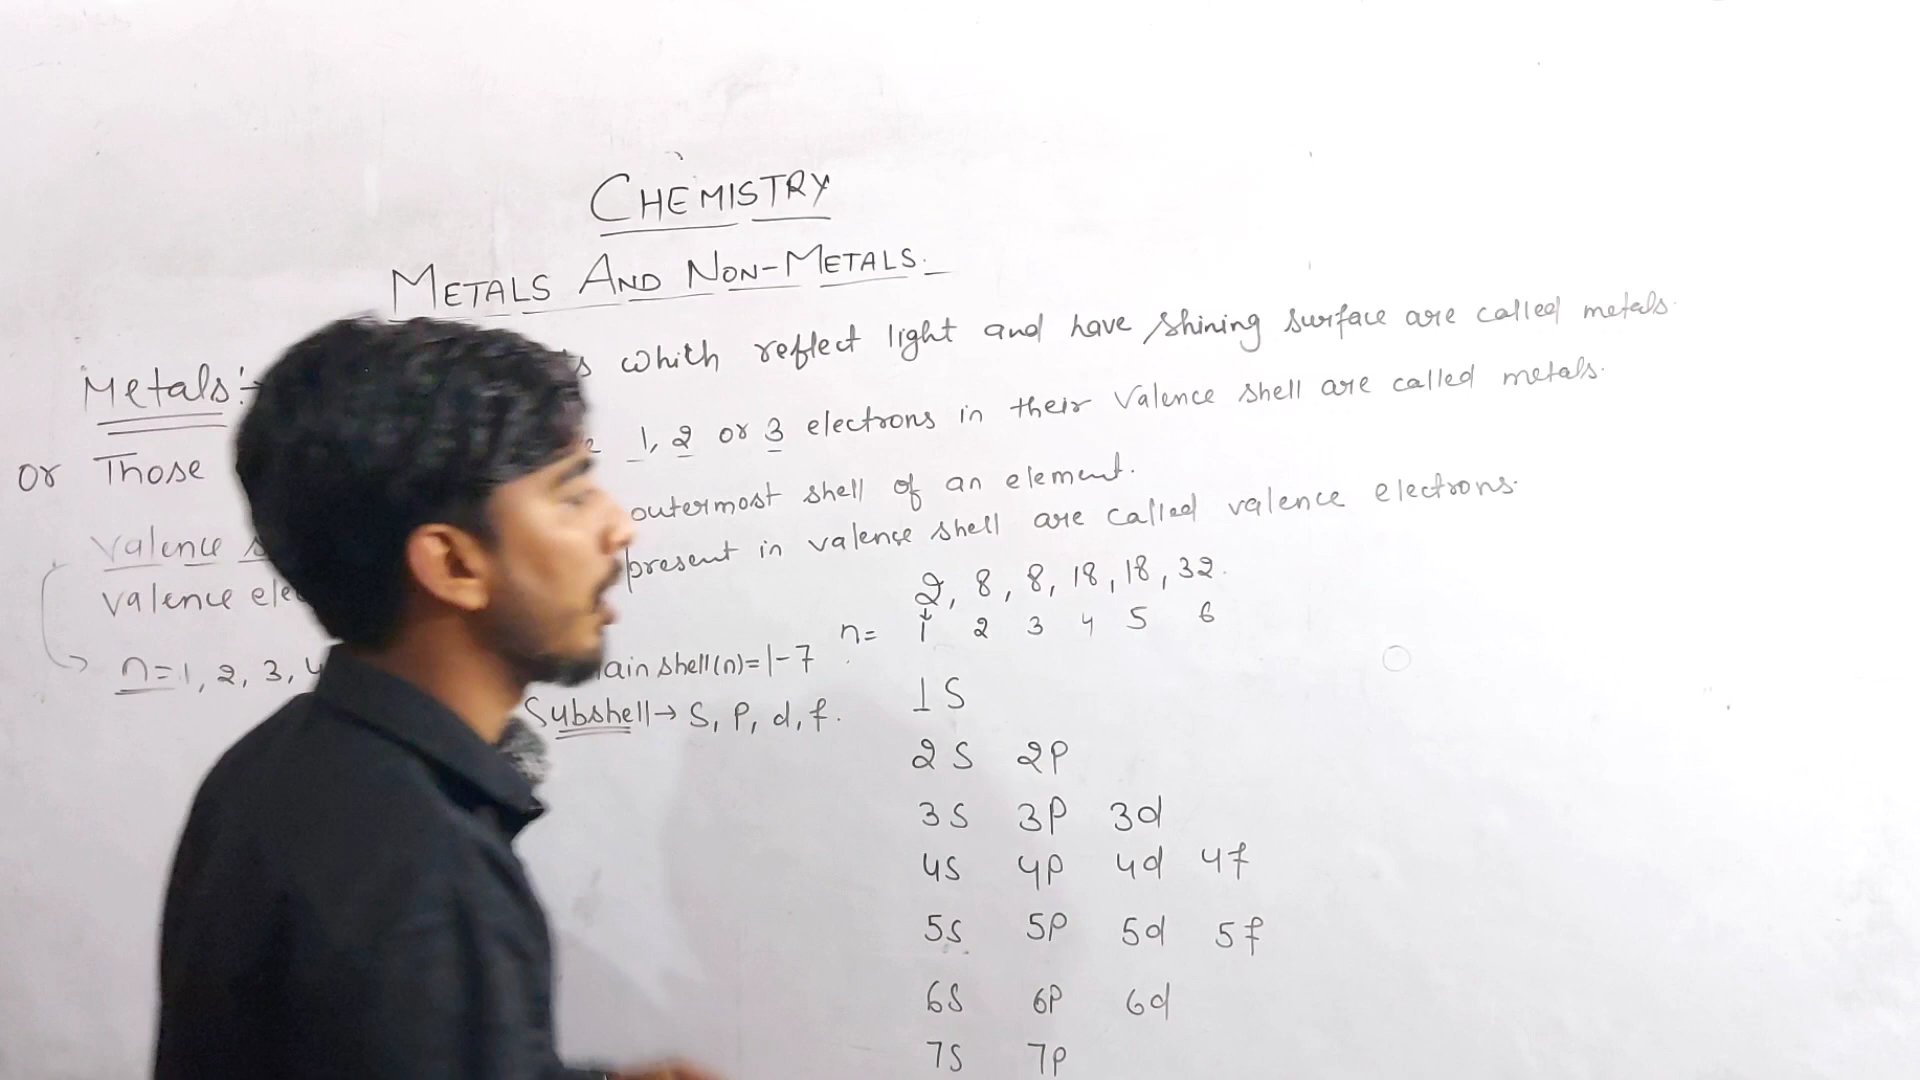 CHEMISTRY
METALS AND NON-METALS.
Metals:- which reflect light and have shining surface are called metals.
or Those 1, 2 or 3 electrons in their Valence shell are called metals.
Valence outermost shell of an element.
Valence present in valence shell are called valence electrons.
2, 8, 8, 18, 18, 32.
n= 1 2 3 4 5 6
n=1, 2, 3, 4 shell(n)=1-7
Subshell→ S, P, d, f.
1S
2S 2P
3S 3P 3d
4S 4P 4d 4f
5S 5P 5d 5f
6S 6P 6d
7S 7P